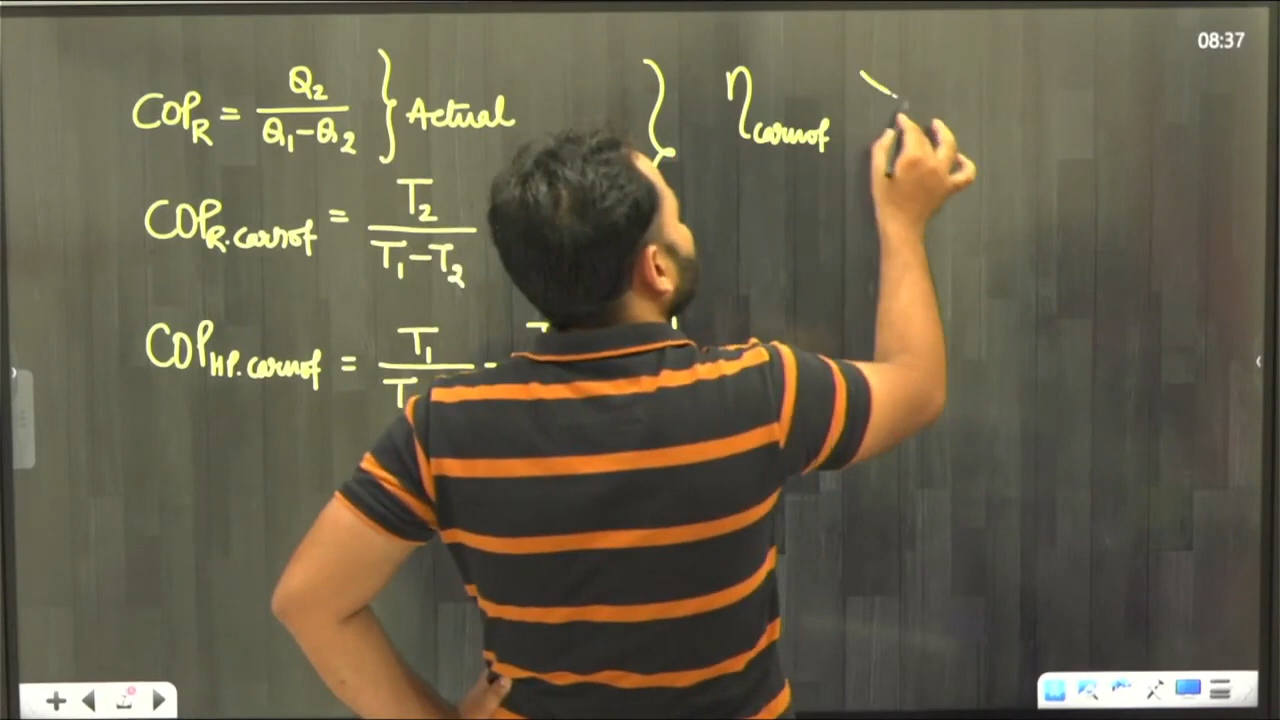 08:37
COP_R = Q_2 / (Q_1 - Q_2) } Actual } η_carnot
COP_R.carnot = T_2 / (T_1 - T_2)
COP_HP.carnot = T_1 / T